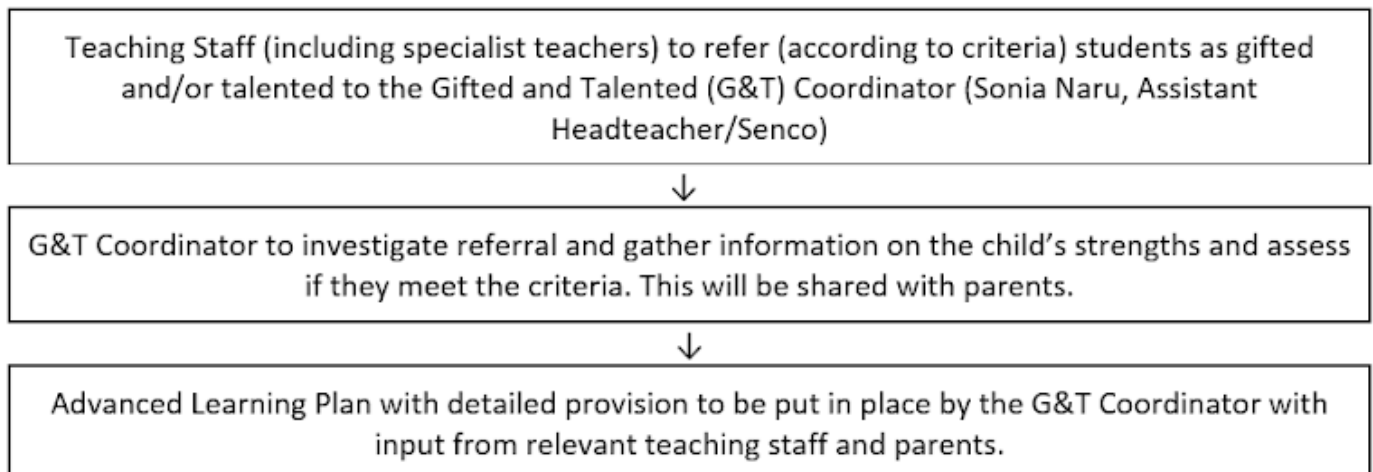 Teaching Staff (including specialist teachers) to refer (according to criteria) students as gifted
and/or talented to the Gifted and Talented (G&T) Coordinator (Sonia Naru, Assistant
Headteacher/Senco)
↓
G&T Coordinator to investigate referral and gather information on the child’s strengths and assess
if they meet the criteria. This will be shared with parents.
↓
Advanced Learning Plan with detailed provision to be put in place by the G&T Coordinator with
input from relevant teaching staff and parents.